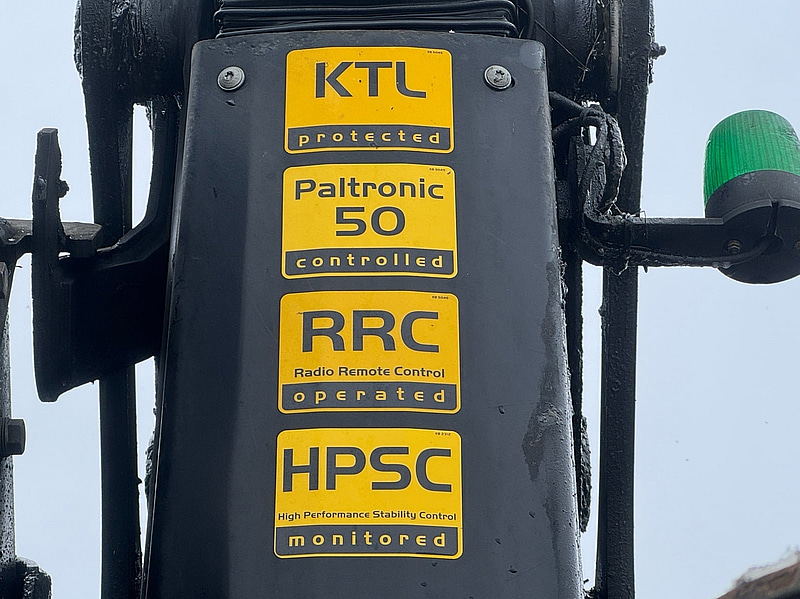 KTL
protected
Paltronic
50
controlled
RRC
Radio Remote Control
operated
HPSC
High Performance Stability Control
monitored